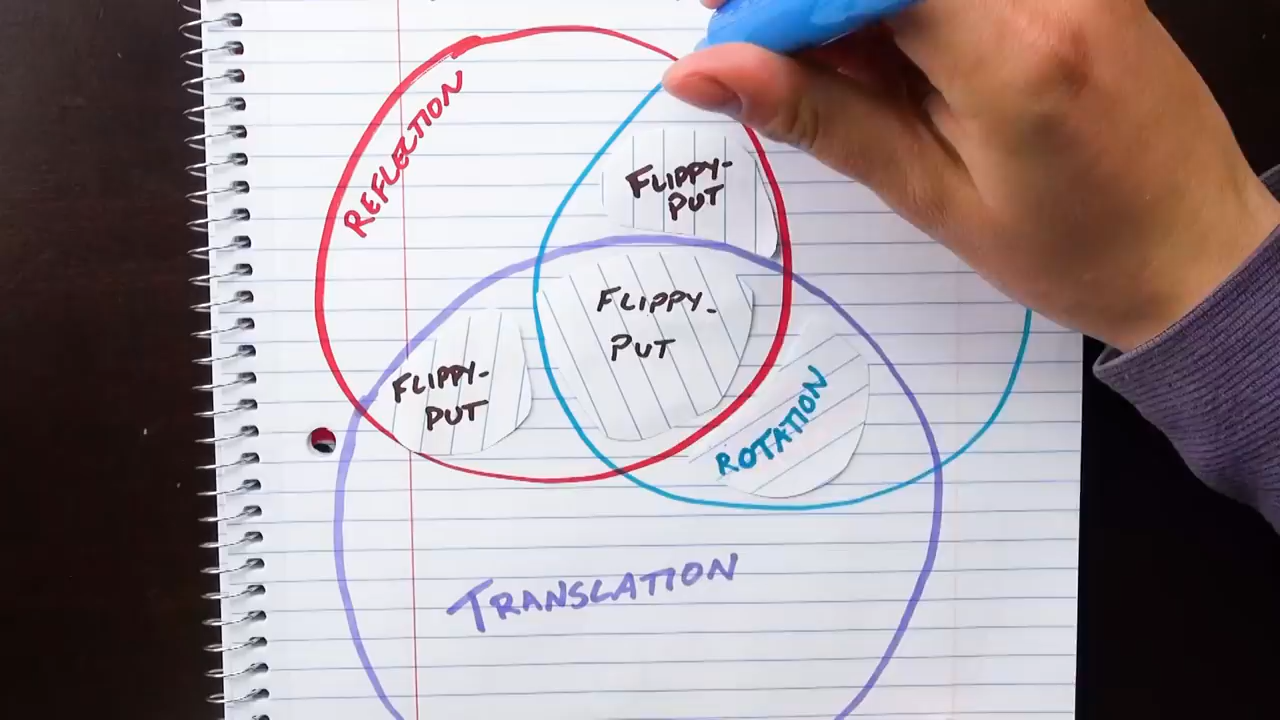 REFLECTION
FLIPPY-
PUT
FLIPPY-
PUT
FLIPPY-
PUT
ROTATION
TRANSLATION